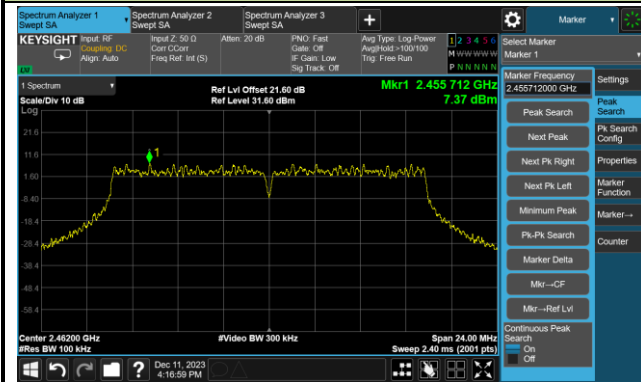 Spectrum Analyzer 1
Swept SA
Spectrum Analyzer 2
Swept SA
Spectrum Analyzer 3
Swept SA
+
Marker
KEYSIGHT
Input: RF
Coupling: DC
Align: Auto
Input Z: 50 Ω
Corr CCorr
Freq Ref: Int (S)
Atten: 20 dB
PNO: Fast
Gate: Off
IF Gain: Low
Sig Track: Off
Avg Type: Log-Power
Avg|Hold:>100/100
Trig: Free Run
1 2 3 4 5 6
M W W W W W
P N N N N N
LW
Select Marker
Marker 1
1 Spectrum
Scale/Div 10 dB
Log
Ref Lvl Offset 21.60 dB
Ref Level 31.60 dBm
Mkr1 2.455 712 GHz
7.37 dBm
21.6
11.6
1.60
-8.40
-18.4
-28.4
-38.4
-48.4
-58.4
1
Center 2.46200 GHz
#Res BW 100 kHz
#Video BW 300 kHz
Span 24.00 MHz
Sweep 2.40 ms (2001 pts)
Marker Frequency
2.455712000 GHz
Peak Search
Next Peak
Next Pk Right
Next Pk Left
Minimum Peak
Pk-Pk Search
Marker Delta
Mkr→CF
Mkr→Ref Lvl
Continuous Peak
Search
On
Off
Settings
Peak
Search
Pk Search
Config
Properties
Marker
Function
Marker→
Counter
?
Dec 11, 2023
4:16:59 PM